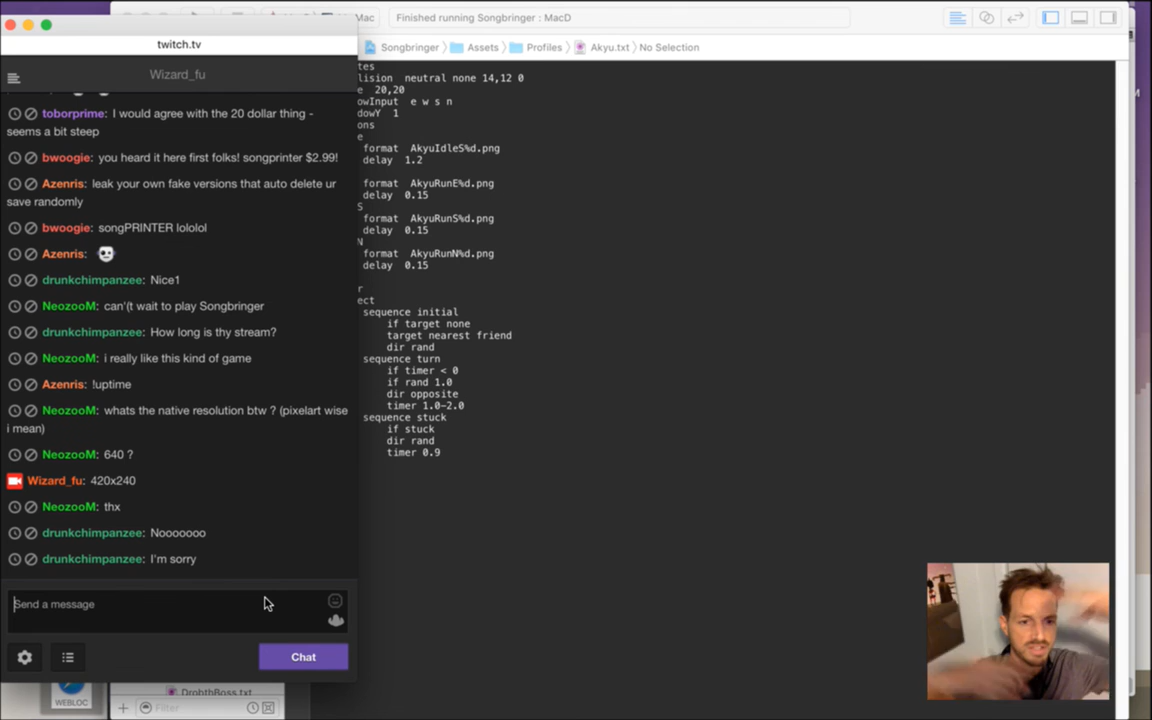 Mac
Finished running Songbringer : MacD
twitch.tv
Songbringer
Assets
Profiles
Akyu.txt
No Selection
Wizard_fu
toborprime: I would agree with the 20 dollar thing -
seems a bit steep
bwoogie: you heard it here first folks! songprinter $2.99!
Azenris: leak your own fake versions that auto delete ur
save randomly
bwoogie: songPRINTER lololol
Azenris:
drunkchimpanzee: Nice1
NeozooM: can'(t wait to play Songbringer
drunkchimpanzee: How long is thy stream?
NeozooM: i really like this kind of game
Azenris: !uptime
NeozooM: whats the native resolution btw ? (pixelart wise
i mean)
NeozooM: 640 ?
Wizard_fu: 420x240
NeozooM: thx
drunkchimpanzee: Nooooooo
drunkchimpanzee: I'm sorry
Send a message
Chat
tes
lision neutral none 14,12 0
e 20,20
owInput e w s n
dowY 1
ons
e
format AkyuIdleS%d.png
delay 1.2
format AkyuRunE%d.png
delay 0.15
S
format AkyuRunS%d.png
delay 0.15
N
format AkyuRunN%d.png
delay 0.15
r
ect
sequence initial
if target none
target nearest friend
dir rand
sequence turn
if timer < 0
if rand 1.0
dir opposite
timer 1.0-2.0
sequence stuck
if stuck
dir rand
timer 0.9
WEBLOC
DrohthBoss.txt
Filter